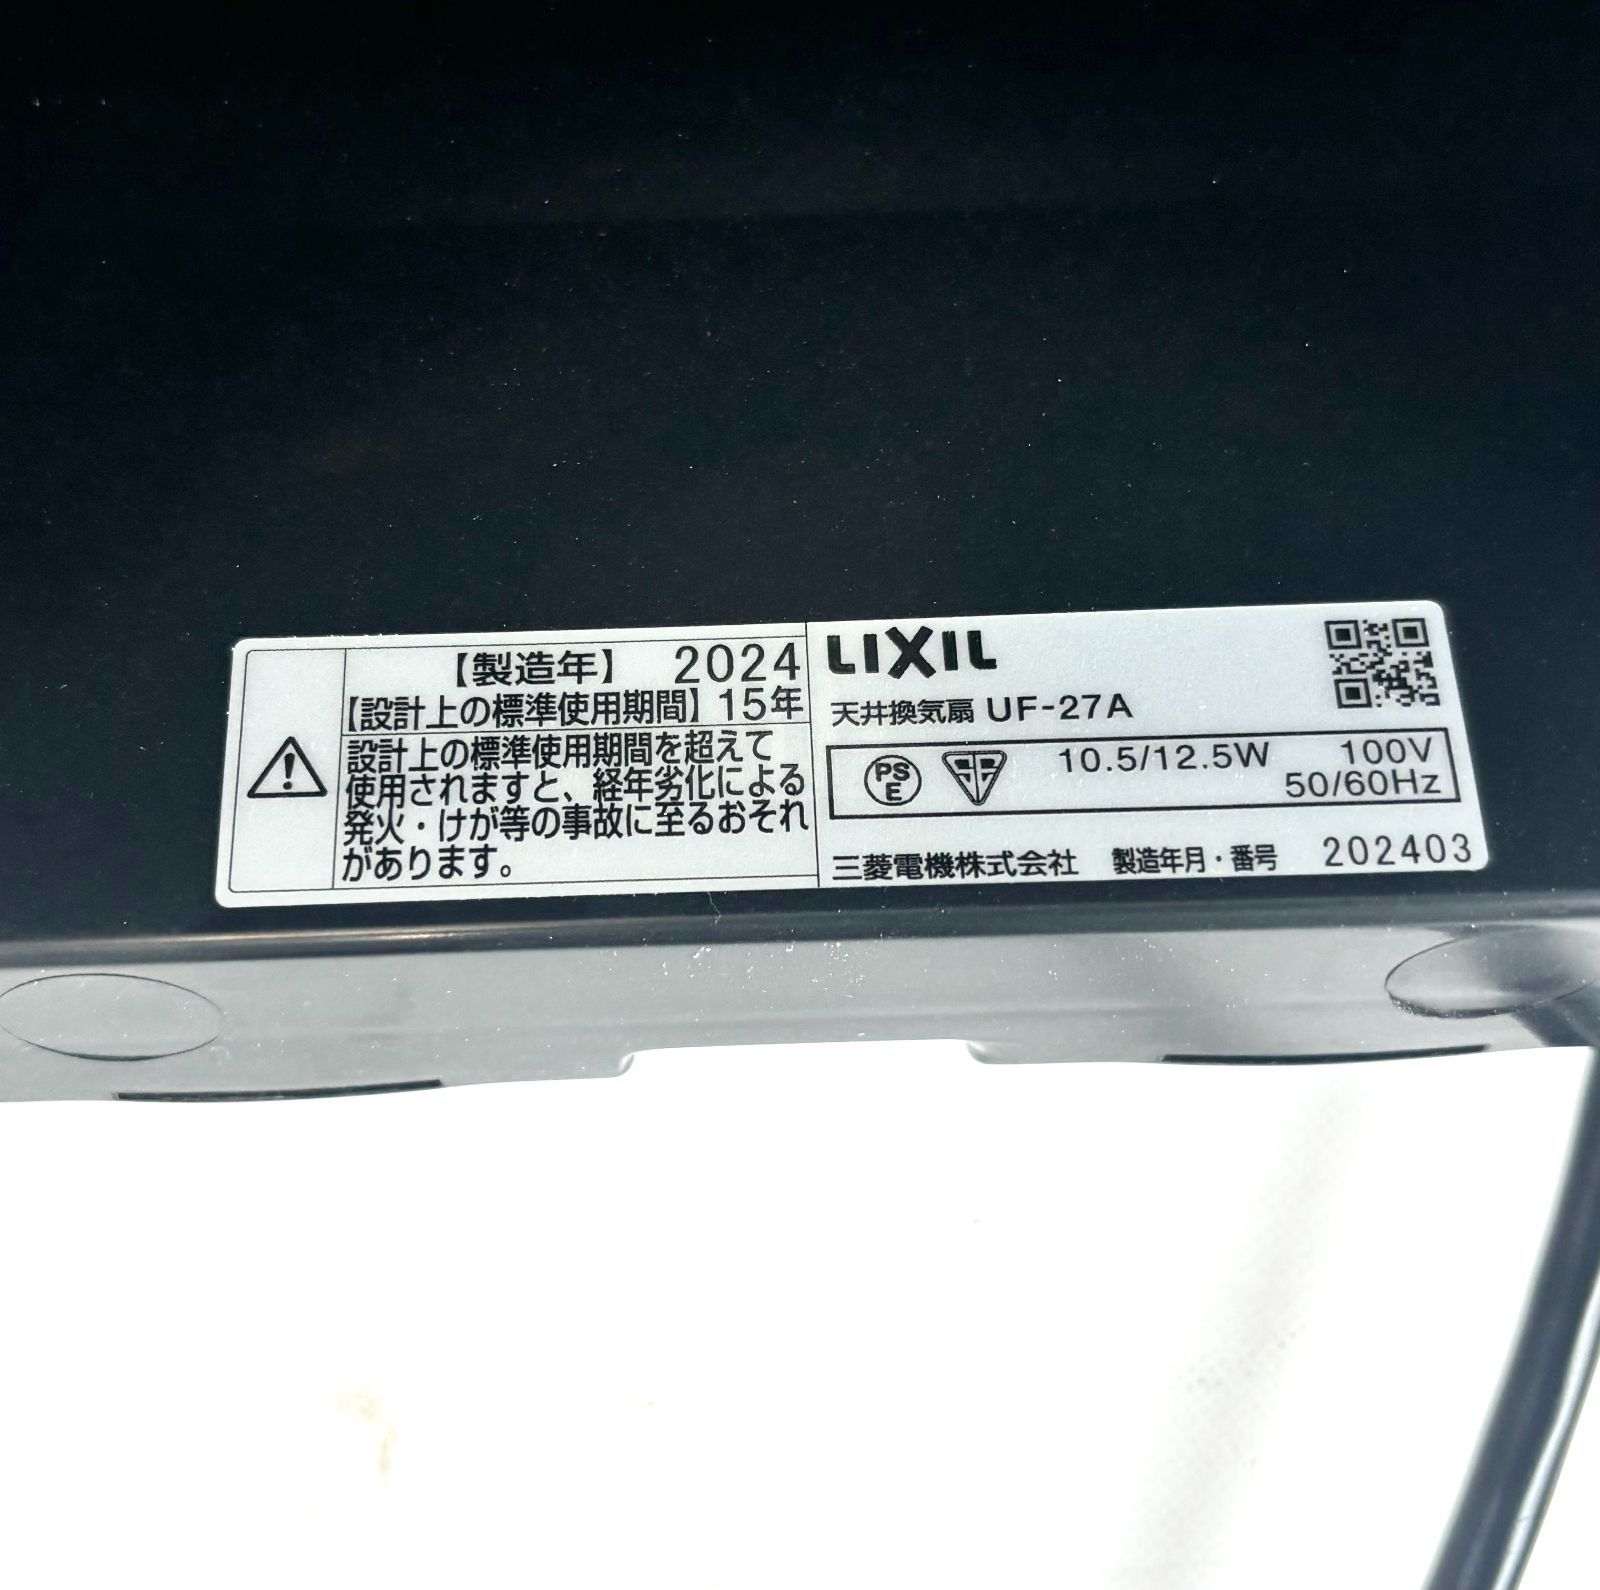 【製造年】 2024
【設計上の標準使用期間】15年
設計上の標準使用期間を超えて
使用されますと、経年劣化による
発火・けが等の事故に至るおそれ
があります。
LIXIL
天井換気扇 UF-27A
PS
E
10.5/12.5W 100V
50/60Hz
三菱電機株式会社 製造年月・番号 202403